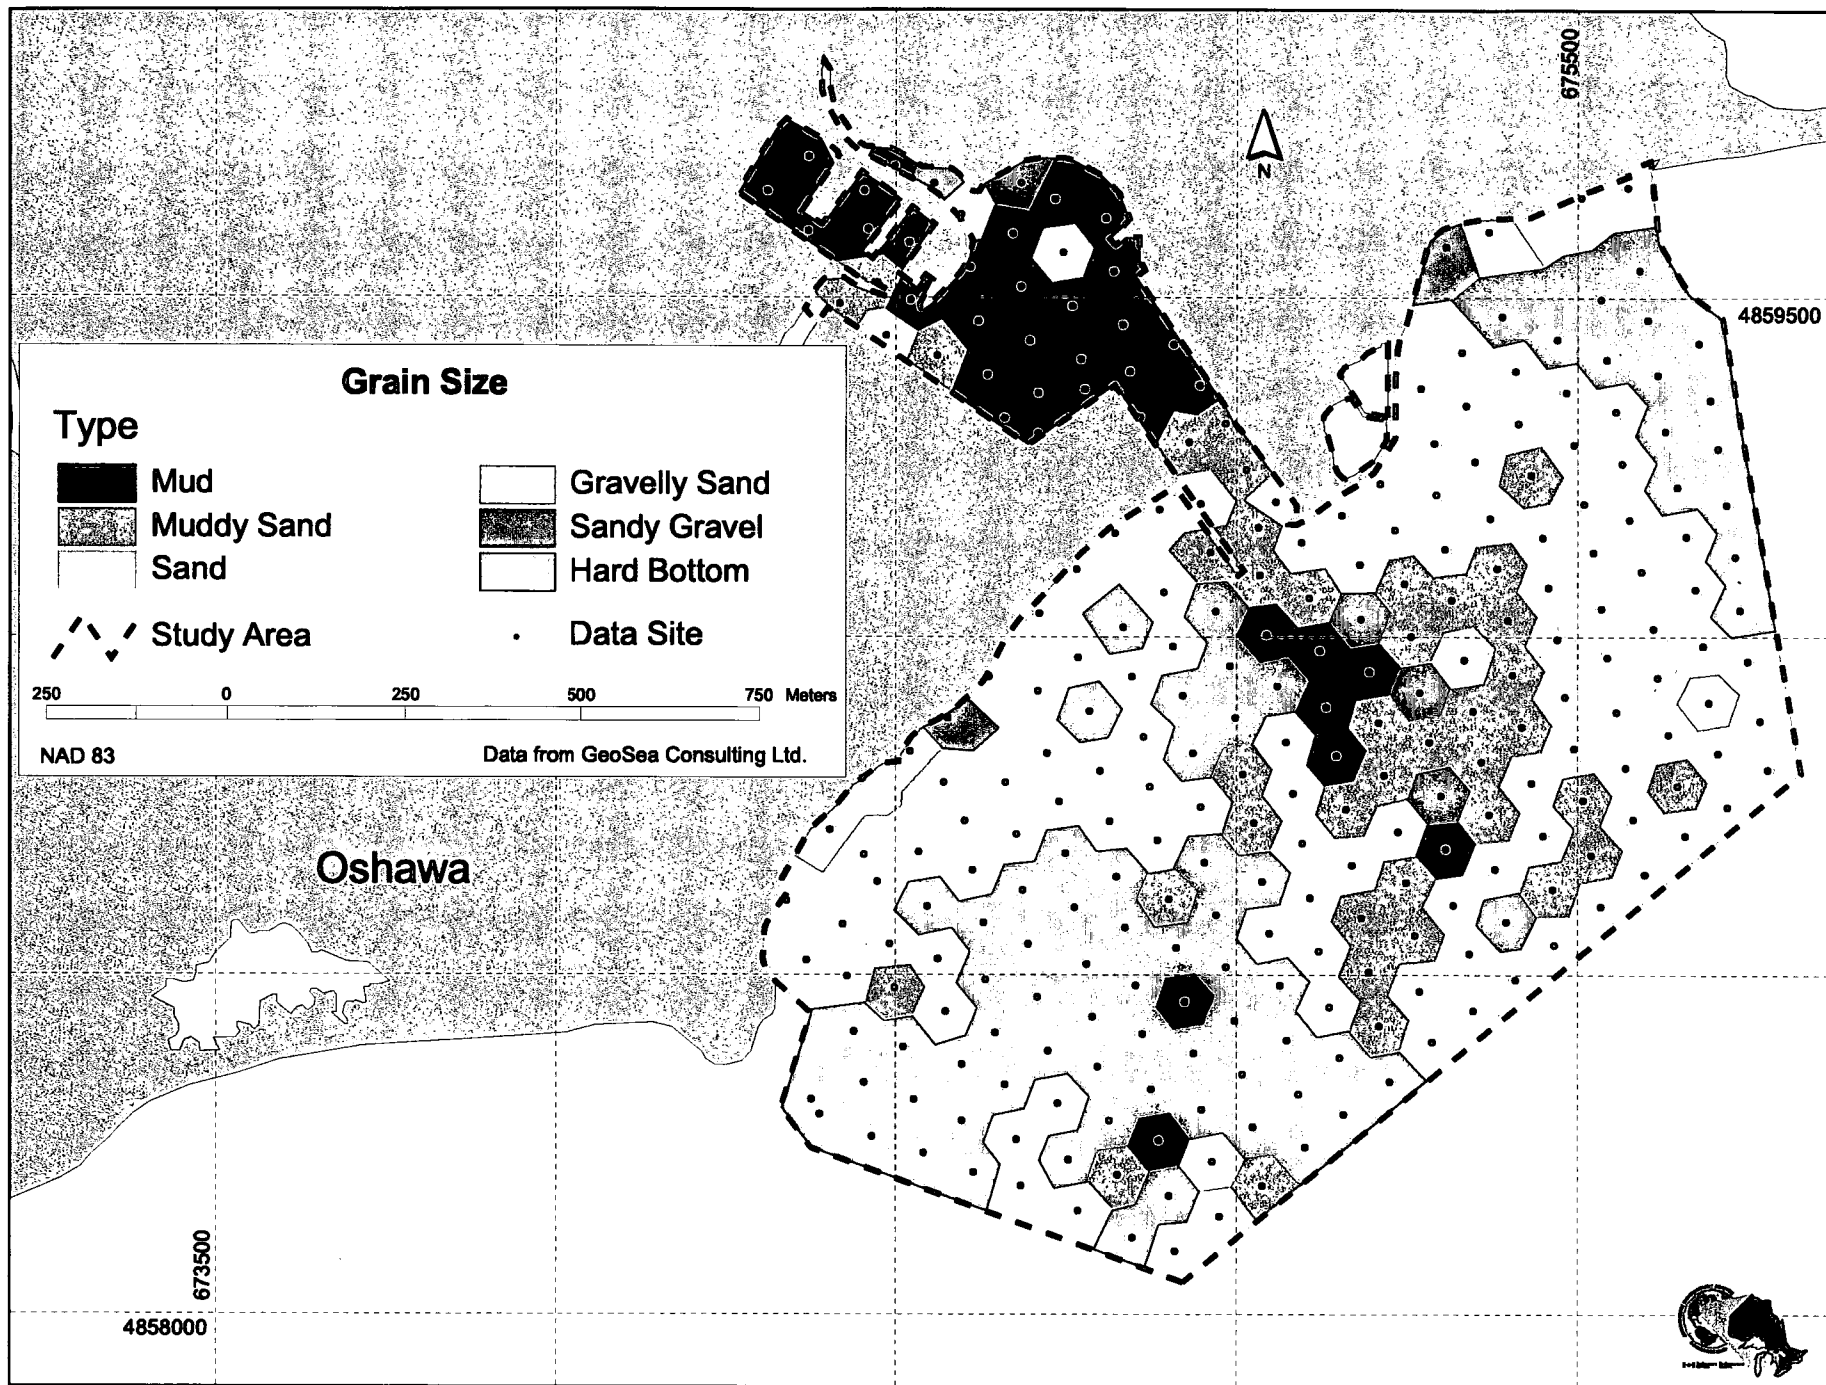 675500
N
4859500
Grain Size
Type
Mud
Gravelly Sand
Muddy Sand
Sandy Gravel
Sand
Hard Bottom
Study Area
Data Site
250 0 250 500 750 Meters
NAD 83
Data from GeoSea Consulting Ltd.
Oshawa
673500
4858000